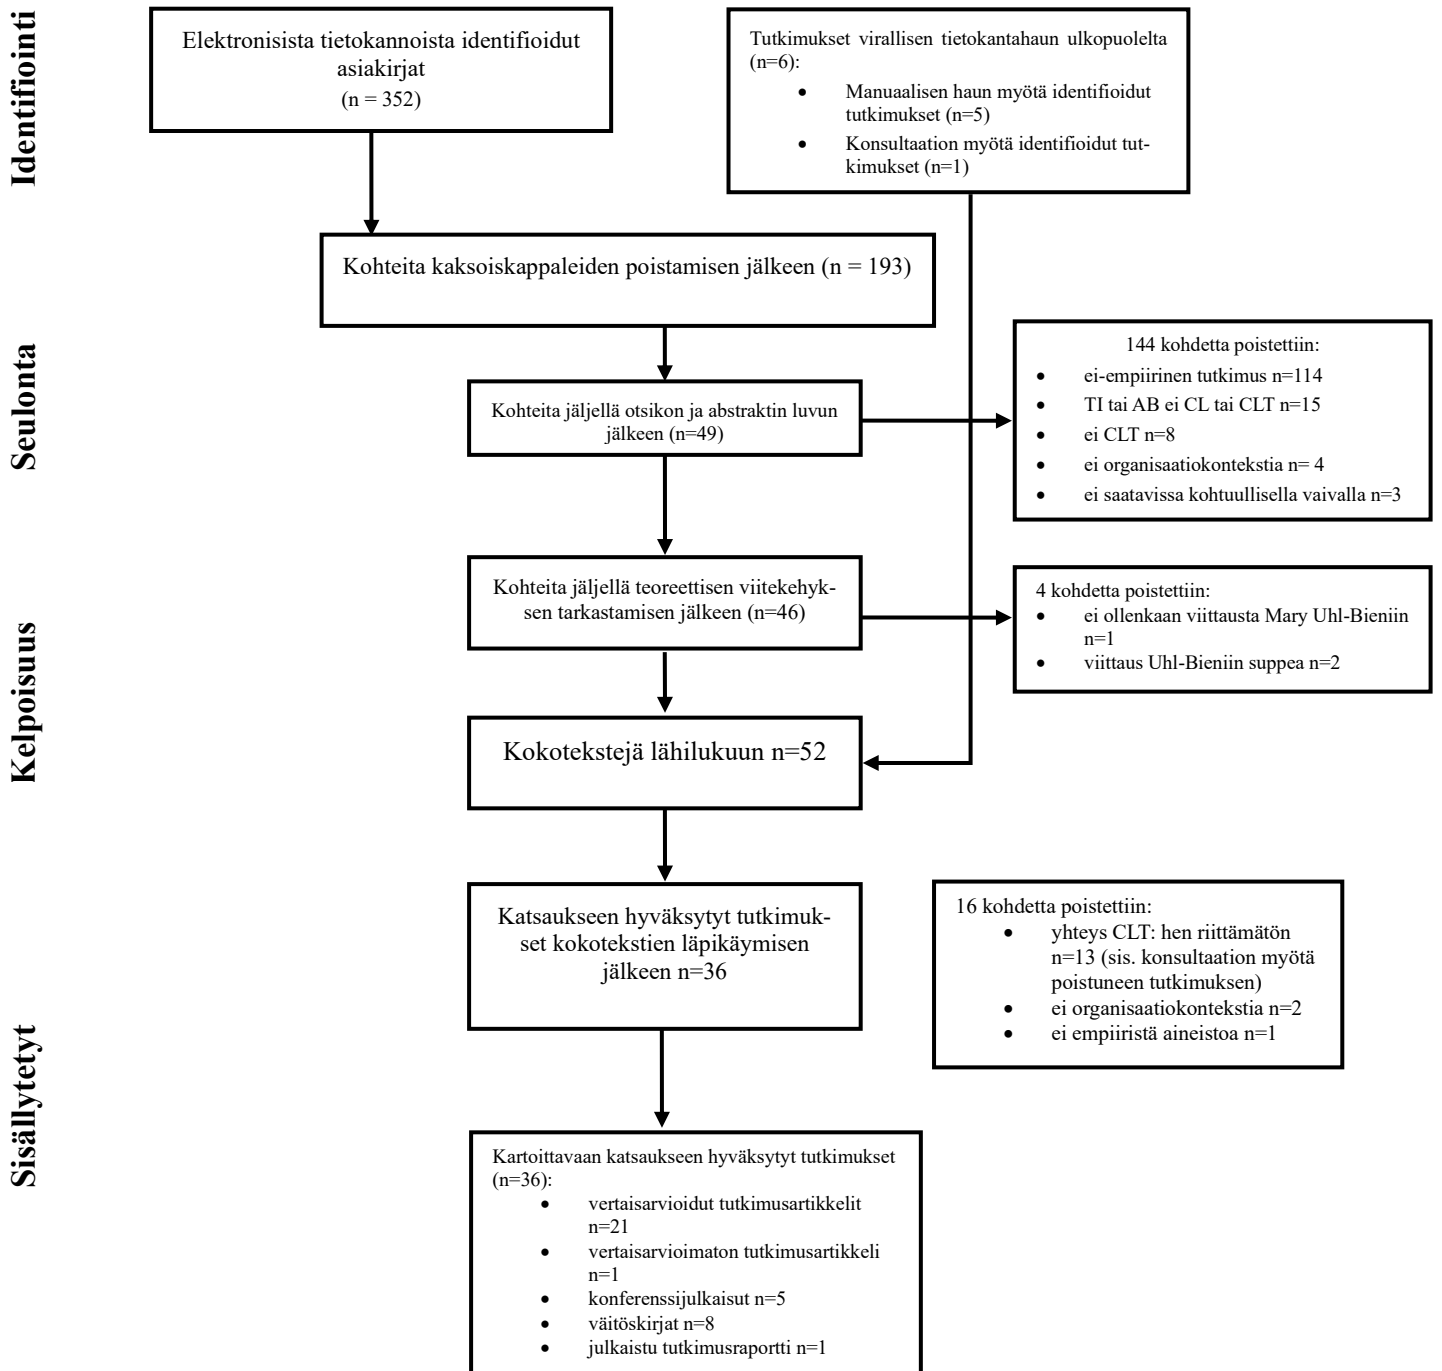 Identifiointi
Elektronisista tietokannoista identifioidut
asiakirjat
(n = 352)
Tutkimukset virallisen tietokantahaun ulkopuolelta
(n=6):
• Manuaalisen haun myötä identifioidut
tutkimukset (n=5)
• Konsultaation myötä identifioidut tut-
kimukset (n=1)
Kohteita kaksoiskappaleiden poistamisen jälkeen (n = 193)
Seulonta
Kohteita jäljellä otsikon ja abstraktin luvun
jälkeen (n=49)
144 kohdetta poistettiin:
• ei-empiirinen tutkimus n=114
• TI tai AB ei CL tai CLT n=15
• ei CLT n=8
• ei organisaatiokontekstia n= 4
• ei saatavissa kohtuullisella vaivalla n=3
Kelpoisuus
Kohteita jäljellä teoreettisen viitekehyk-
sen tarkastamisen jälkeen (n=46)
4 kohdetta poistettiin:
• ei ollenkaan viittausta Mary Uhl-Bieniin
n=1
• viittaus Uhl-Bieniin suppea n=2
Kokotekstejä lähilukuun n=52
Katsaukseen hyväksytyt tutkimuk-
set kokotekstien läpikäymisen
jälkeen n=36
16 kohdetta poistettiin:
• yhteys CLT: hen riittämätön
n=13 (sis. konsultaation myötä
poistuneen tutkimuksen)
• ei organisaatiokontekstia n=2
• ei empiiristä aineistoa n=1
Sisällytetyt
Kartoittavaan katsaukseen hyväksytyt tutkimukset
(n=36):
• vertaisarvioidut tutkimusartikkelit
n=21
• vertaisarvioimaton tutkimusartikkeli
n=1
• konferenssijulkaisut n=5
• väitöskirjat n=8
• julkaistu tutkimusraportti n=1